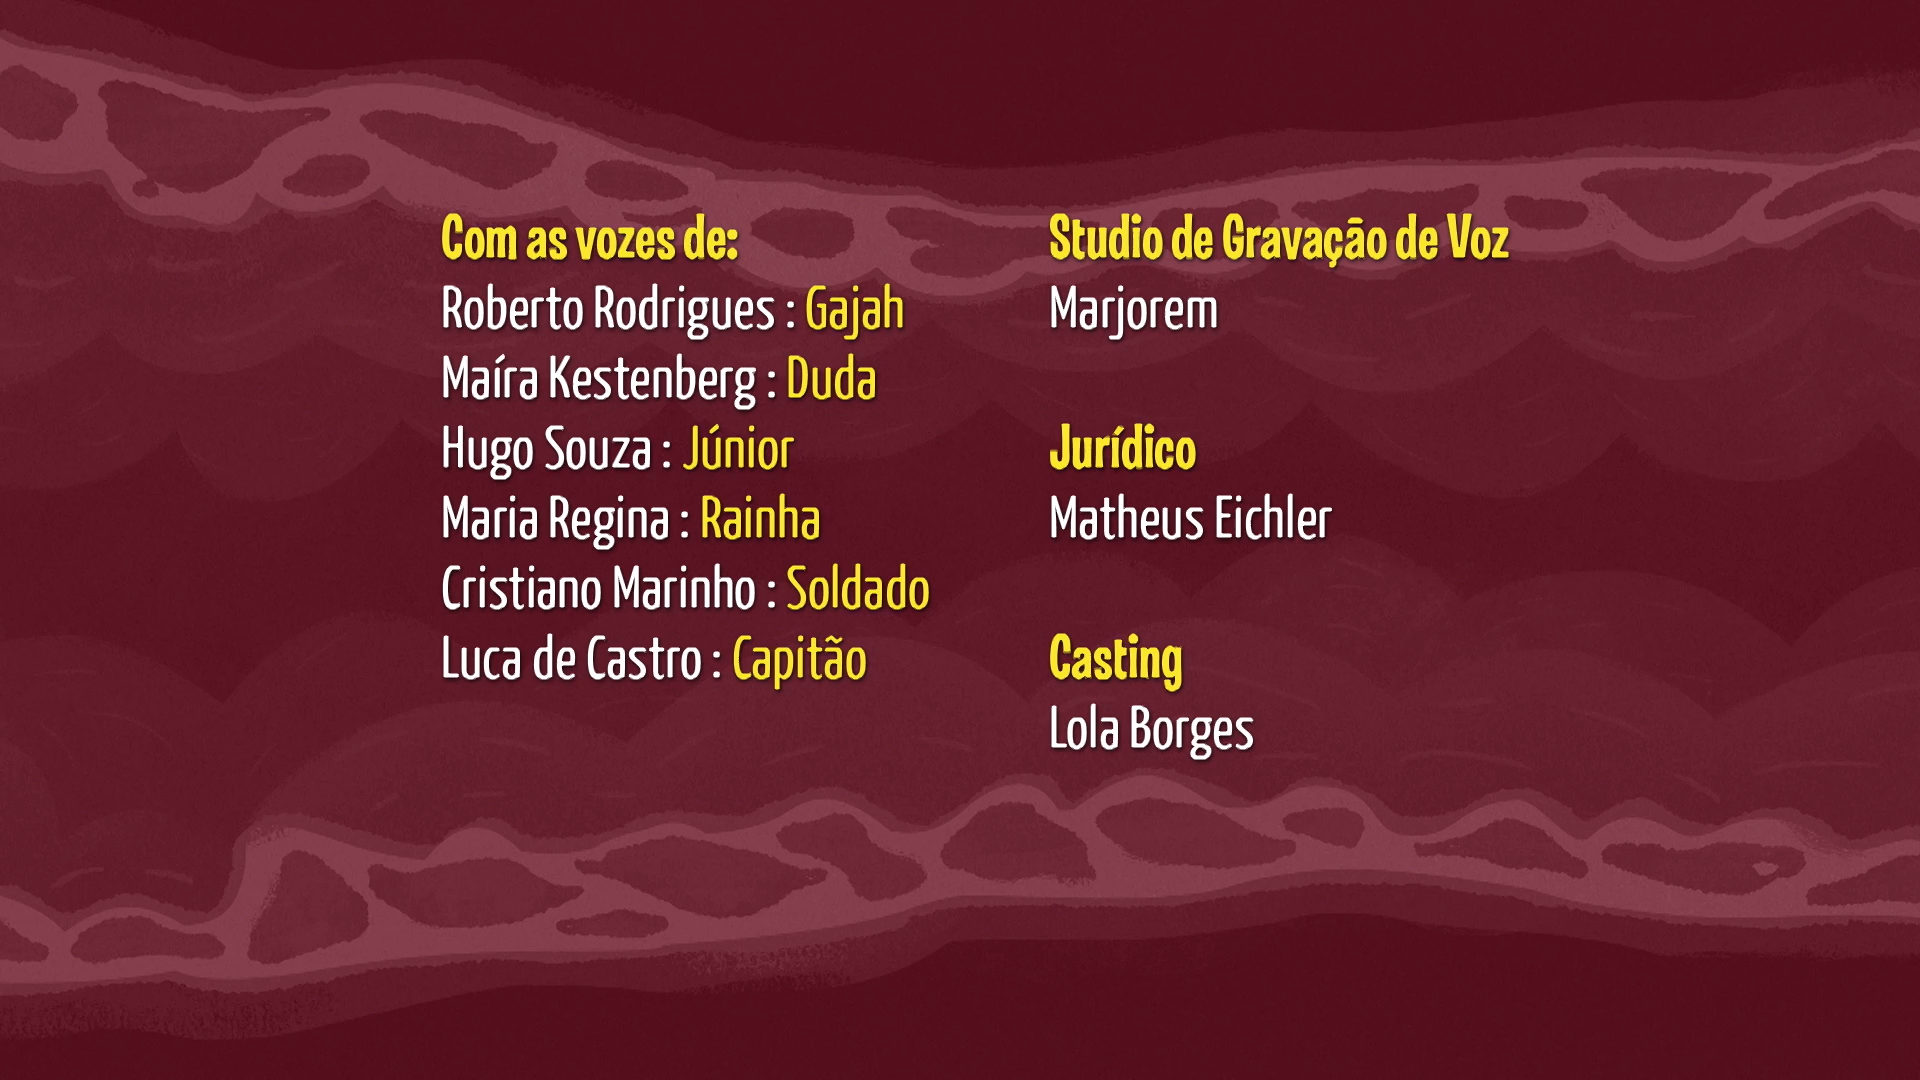 Com as vozes de:
Roberto Rodrigues : Gajah
Maíra Kestenberg : Duda
Hugo Souza : Júnior
Maria Regina : Rainha
Cristiano Marinho : Soldado
Luca de Castro : Capitão
Studio de Gravação de Voz
Marjorem
Jurídico
Matheus Eichler
Casting
Lola Borges